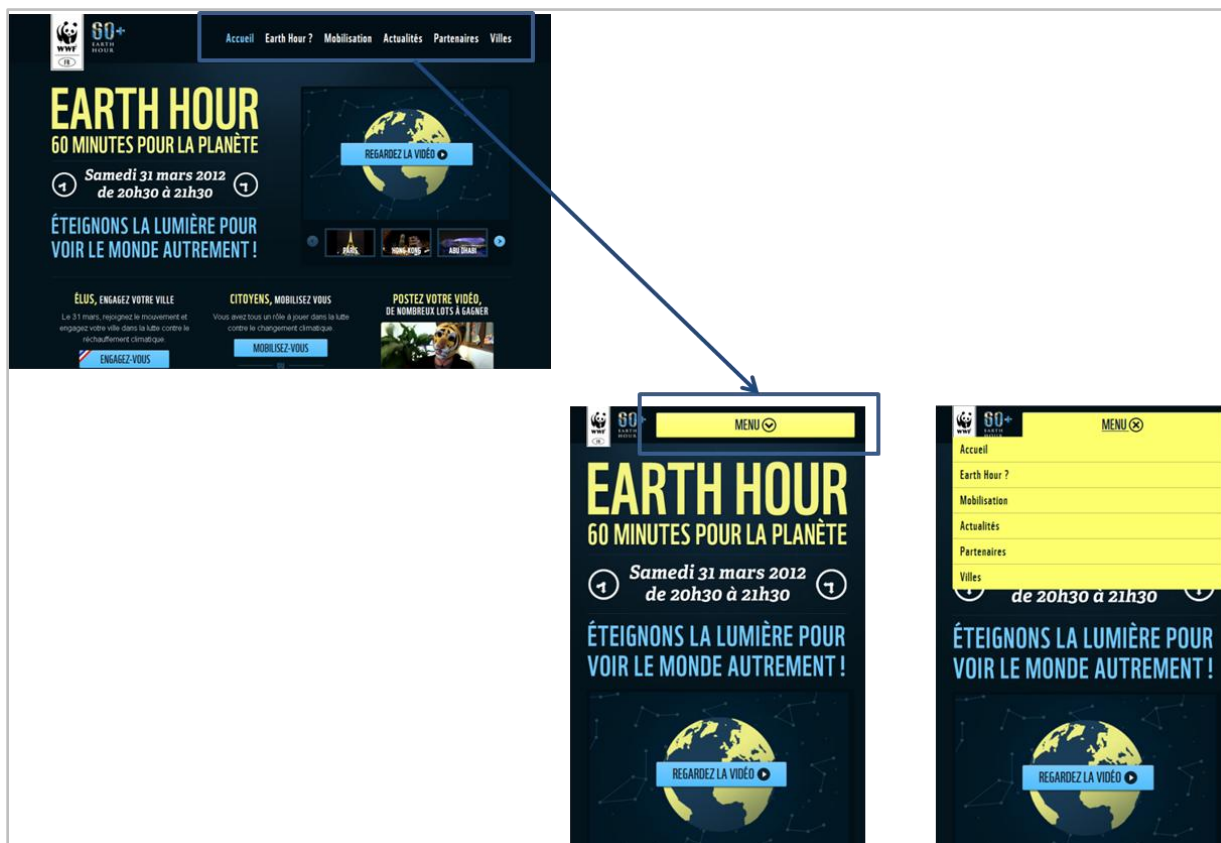 WWF
FR
60+
EARTH
HOUR
Accueil Earth Hour ? Mobilisation Actualités Partenaires Villes
EARTH HOUR
60 MINUTES POUR LA PLANÈTE
Samedi 31 mars 2012
de 20h30 à 21h30
ÉTEIGNONS LA LUMIÈRE POUR
VOIR LE MONDE AUTREMENT !
REGARDEZ LA VIDÉO
PARIS
HONG-KONG
ABU DHABI
ÉLUS, ENGAGEZ VOTRE VILLE
Le 31 mars, rejoignez le mouvement et
engagez votre ville dans la lutte contre le
réchauffement climatique.
ENGAGEZ-VOUS
CITOYENS, MOBILISEZ VOUS
Vous avez tous un rôle à jouer dans la lutte
contre le changement climatique.
MOBILISEZ-VOUS
POSTEZ VOTRE VIDÉO,
DE NOMBREUX LOTS À GAGNER
WWF
FR
60+
EARTH
HOUR
MENU
EARTH HOUR
60 MINUTES POUR LA PLANÈTE
Samedi 31 mars 2012
de 20h30 à 21h30
ÉTEIGNONS LA LUMIÈRE POUR
VOIR LE MONDE AUTREMENT !
REGARDEZ LA VIDÉO
WWF
60+
EARTH
HOUR
MENU
Accueil
Earth Hour ?
Mobilisation
Actualités
Partenaires
Villes
de 20h30 à 21h30
ÉTEIGNONS LA LUMIÈRE POUR
VOIR LE MONDE AUTREMENT !
REGARDEZ LA VIDÉO